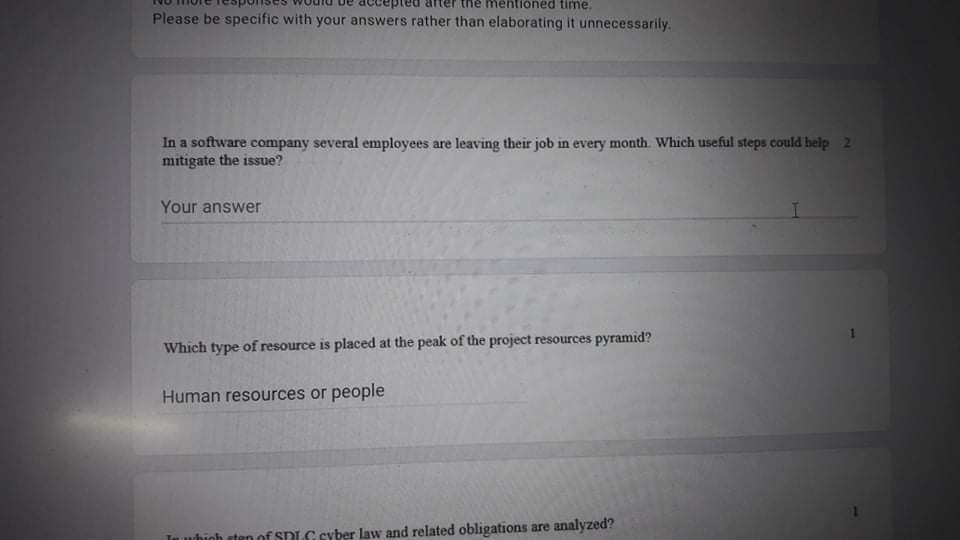 No more responses would be accepted after the mentioned time.
Please be specific with your answers rather than elaborating it unnecessarily.
In a software company several employees are leaving their job in every month. Which useful steps could help 2
mitigate the issue?
Your answer
Which type of resource is placed at the peak of the project resources pyramid? 1
Human resources or people
In which step of SDLC cyber law and related obligations are analyzed? 1